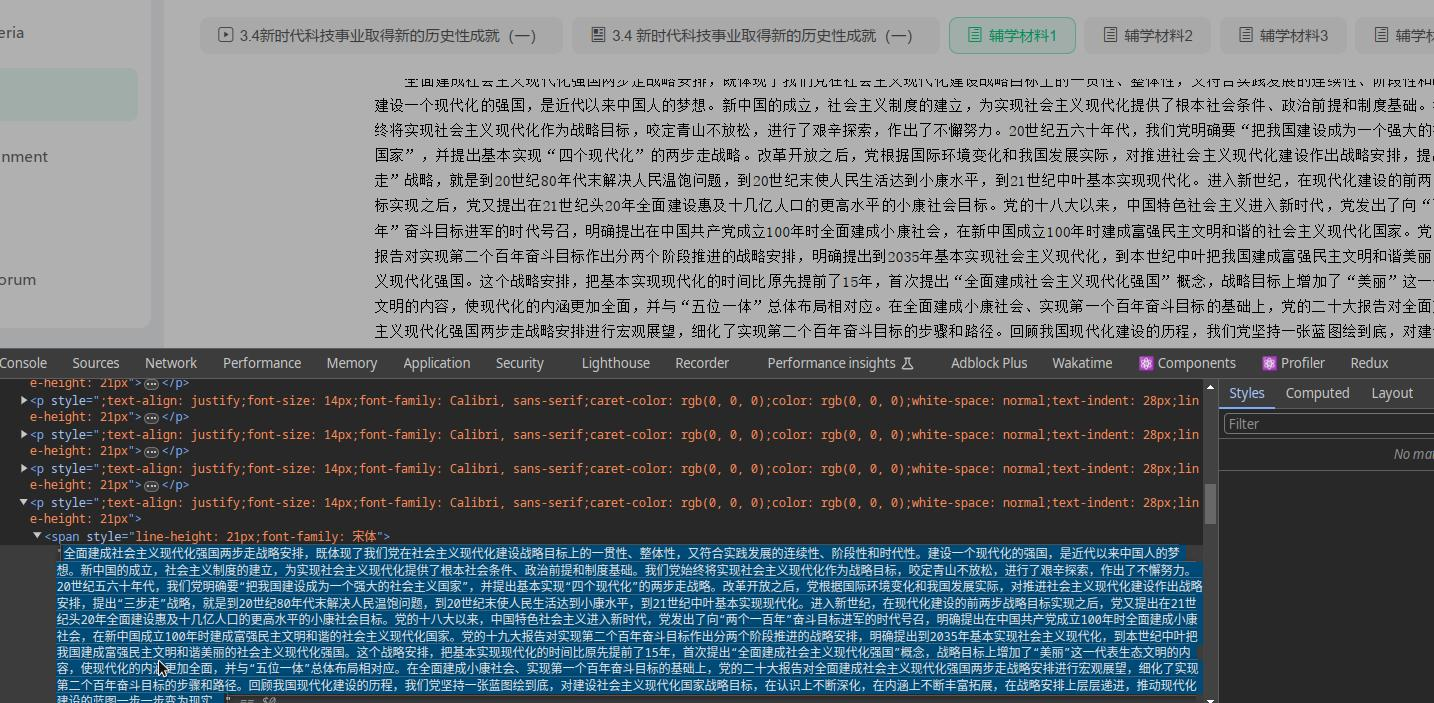 eria
3.4新时代科技事业取得新的历史性成就（一）
3.4 新时代科技事业取得新的历史性成就（一）
辅学材料1
辅学材料2
辅学材料3
辅学材
全面建成社会主义现代化强国两步走战略安排，既体现了我们党在社会主义现代化建设战略目标上的一贯性、整体性，又符合实践发展的连续性、阶段性和
建设一个现代化的强国，是近代以来中国人的梦想。新中国的成立，社会主义制度的建立，为实现社会主义现代化提供了根本社会条件、政治前提和制度基础。
终将实现社会主义现代化作为战略目标，咬定青山不放松，进行了艰辛探索，作出了不懈努力。20世纪五六十年代，我们党明确要“把我国建设成为一个强大的
nment
国家”，并提出基本实现“四个现代化”的两步走战略。改革开放之后，党根据国际环境变化和我国发展实际，对推进社会主义现代化建设作出战略安排，提
走”战略，就是到20世纪80年代末解决人民温饱问题，到20世纪末使人民生活达到小康水平，到21世纪中叶基本实现现代化。进入新世纪，在现代化建设的前两
标实现之后，党又提出在21世纪头20年全面建设惠及十几亿人口的更高水平的小康社会目标。党的十八大以来，中国特色社会主义进入新时代，党发出了向“
年”奋斗目标进军的时代号召，明确提出在中国共产党成立100年时全面建成小康社会，在新中国成立100年时建成富强民主文明和谐的社会主义现代化国家。党
报告对实现第二个百年奋斗目标作出分两个阶段推进的战略安排，明确提出到2035年基本实现社会主义现代化，到本世纪中叶把我国建成富强民主文明和谐美丽
orum
义现代化强国。这个战略安排，把基本实现现代化的时间比原先提前了15年，首次提出“全面建成社会主义现代化强国”概念，战略目标上增加了“美丽”这一
文明的内容，使现代化的内涵更加全面，并与“五位一体”总体布局相对应。在全面建成小康社会、实现第一个百年奋斗目标的基础上，党的二十大报告对全面
主义现代化强国两步走战略安排进行宏观展望，细化了实现第二个百年奋斗目标的步骤和路径。回顾我国现代化建设的历程，我们党坚持一张蓝图绘到底，对建
Console Sources Network Performance Memory Application Security Lighthouse Recorder Performance insights Adblock Plus Wakatime Components Profiler Redux
e-height: 21px">…</p>
<p style=";text-align: justify;font-size: 14px;font-family: Calibri, sans-serif;caret-color: rgb(0, 0, 0);color: rgb(0, 0, 0);white-space: normal;text-indent: 28px;lin
e-height: 21px">…</p>
<p style=";text-align: justify;font-size: 14px;font-family: Calibri, sans-serif;caret-color: rgb(0, 0, 0);color: rgb(0, 0, 0);white-space: normal;text-indent: 28px;lin
e-height: 21px">…</p>
<p style=";text-align: justify;font-size: 14px;font-family: Calibri, sans-serif;caret-color: rgb(0, 0, 0);color: rgb(0, 0, 0);white-space: normal;text-indent: 28px;lin
e-height: 21px">…</p>
<p style=";text-align: justify;font-size: 14px;font-family: Calibri, sans-serif;caret-color: rgb(0, 0, 0);color: rgb(0, 0, 0);white-space: normal;text-indent: 28px;lin
e-height: 21px">
<span style="line-height: 21px;font-family: 宋体">
"全面建成社会主义现代化强国两步走战略安排，既体现了我们党在社会主义现代化建设战略目标上的一贯性、整体性，又符合实践发展的连续性、阶段性和时代性。建设一个现代化的强国，是近代以来中国人的梦
想。新中国的成立，社会主义制度的建立，为实现社会主义现代化提供了根本社会条件、政治前提和制度基础。我们党始终将实现社会主义现代化作为战略目标，咬定青山不放松，进行了艰辛探索，作出了不懈努力。
20世纪五六十年代，我们党明确要“把我国建设成为一个强大的社会主义国家”，并提出基本实现“四个现代化”的两步走战略。改革开放之后，党根据国际环境变化和我国发展实际，对推进社会主义现代化建设作出战略
安排，提出“三步走”战略，就是到20世纪80年代末解决人民温饱问题，到20世纪末使人民生活达到小康水平，到21世纪中叶基本实现现代化。进入新世纪，在现代化建设的前两步战略目标实现之后，党又提出在21世
纪头20年全面建设惠及十几亿人口的更高水平的小康社会目标。党的十八大以来，中国特色社会主义进入新时代，党发出了向“两个一百年”奋斗目标进军的时代号召，明确提出在中国共产党成立100年时全面建成小康
社会，在新中国成立100年时建成富强民主文明和谐的社会主义现代化国家。党的十九大报告对实现第二个百年奋斗目标作出分两个阶段推进的战略安排，明确提出到2035年基本实现社会主义现代化，到本世纪中叶把
我国建成富强民主文明和谐美丽的社会主义现代化强国。这个战略安排，把基本实现现代化的时间比原先提前了15年，首次提出“全面建成社会主义现代化强国”概念，战略目标上增加了“美丽”这一代表生态文明的内
容，使现代化的内涵更加全面，并与“五位一体”总体布局相对应。在全面建成小康社会、实现第一个百年奋斗目标的基础上，党的二十大报告对全面建成社会主义现代化强国两步走战略安排进行宏观展望，细化了实现
第二个百年奋斗目标的步骤和路径。回顾我国现代化建设的历程，我们党坚持一张蓝图绘到底，对建设社会主义现代化国家战略目标，在认识上不断深化，在内涵上不断丰富拓展，在战略安排上层层递进，推动现代化
建设的蓝图一步一步变为现实。" == $0
Styles Computed Layout
Filter
No ma